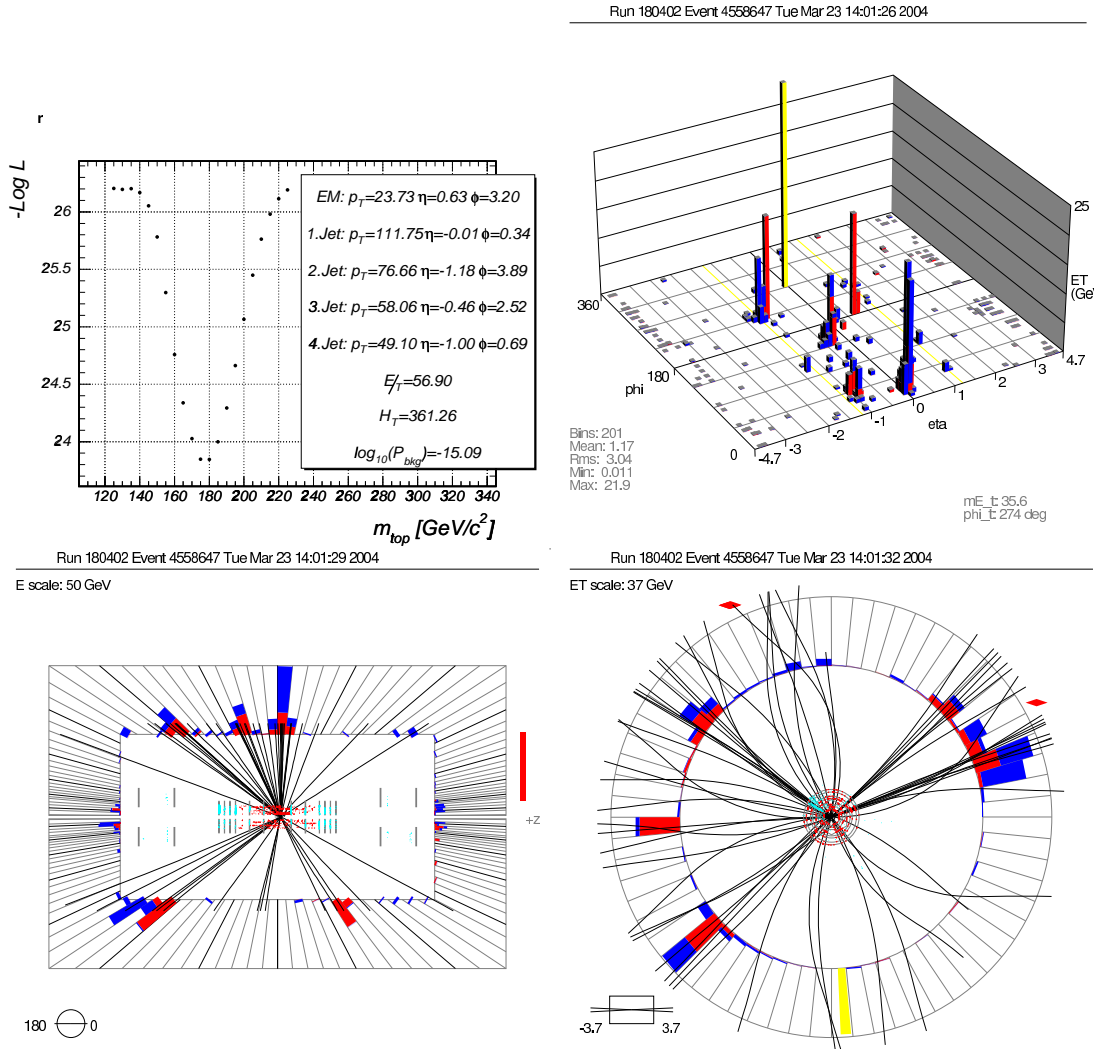 Run 180402 Event 4558647 Tue Mar 23 14:01:26 2004
r
-Log L
26
25.5
25
24.5
24
120 140 160 180 200 220 240 260 280 300 320 340
m_top [GeV/c²]
EM: p_T=23.73 η=0.63 ϕ=3.20
1.Jet: p_T=111.75 η=-0.01 ϕ=0.34
2.Jet: p_T=76.66 η=-1.18 ϕ=3.89
3.Jet: p_T=58.06 η=-0.46 ϕ=2.52
4.Jet: p_T=49.10 η=-1.00 ϕ=0.69
E̸_T=56.90
H_T=361.26
log₁₀(P_bkg)=-15.09
25
ET
(GeV
360
phi
180
0
-4.7
-3
-2
-1
0
1
2
3
4.7
eta
Bins: 201
Mean: 1.17
Rms: 3.04
Min: 0.011
Max: 21.9
mE_t: 35.6
phi_t: 274 deg
Run 180402 Event 4558647 Tue Mar 23 14:01:29 2004
E scale: 50 GeV
+z
180 0
Run 180402 Event 4558647 Tue Mar 23 14:01:32 2004
ET scale: 37 GeV
-3.7 3.7